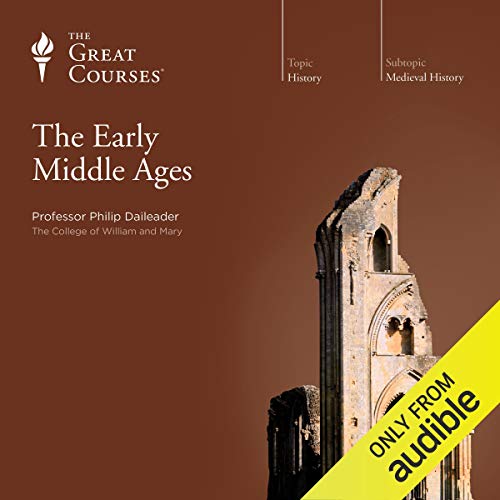 THE
GREAT
COURSES®
Topic
History
Subtopic
Medieval History
The Early
Middle Ages
Professor Philip Daileader
The College of William and Mary
ONLY FROM
audible